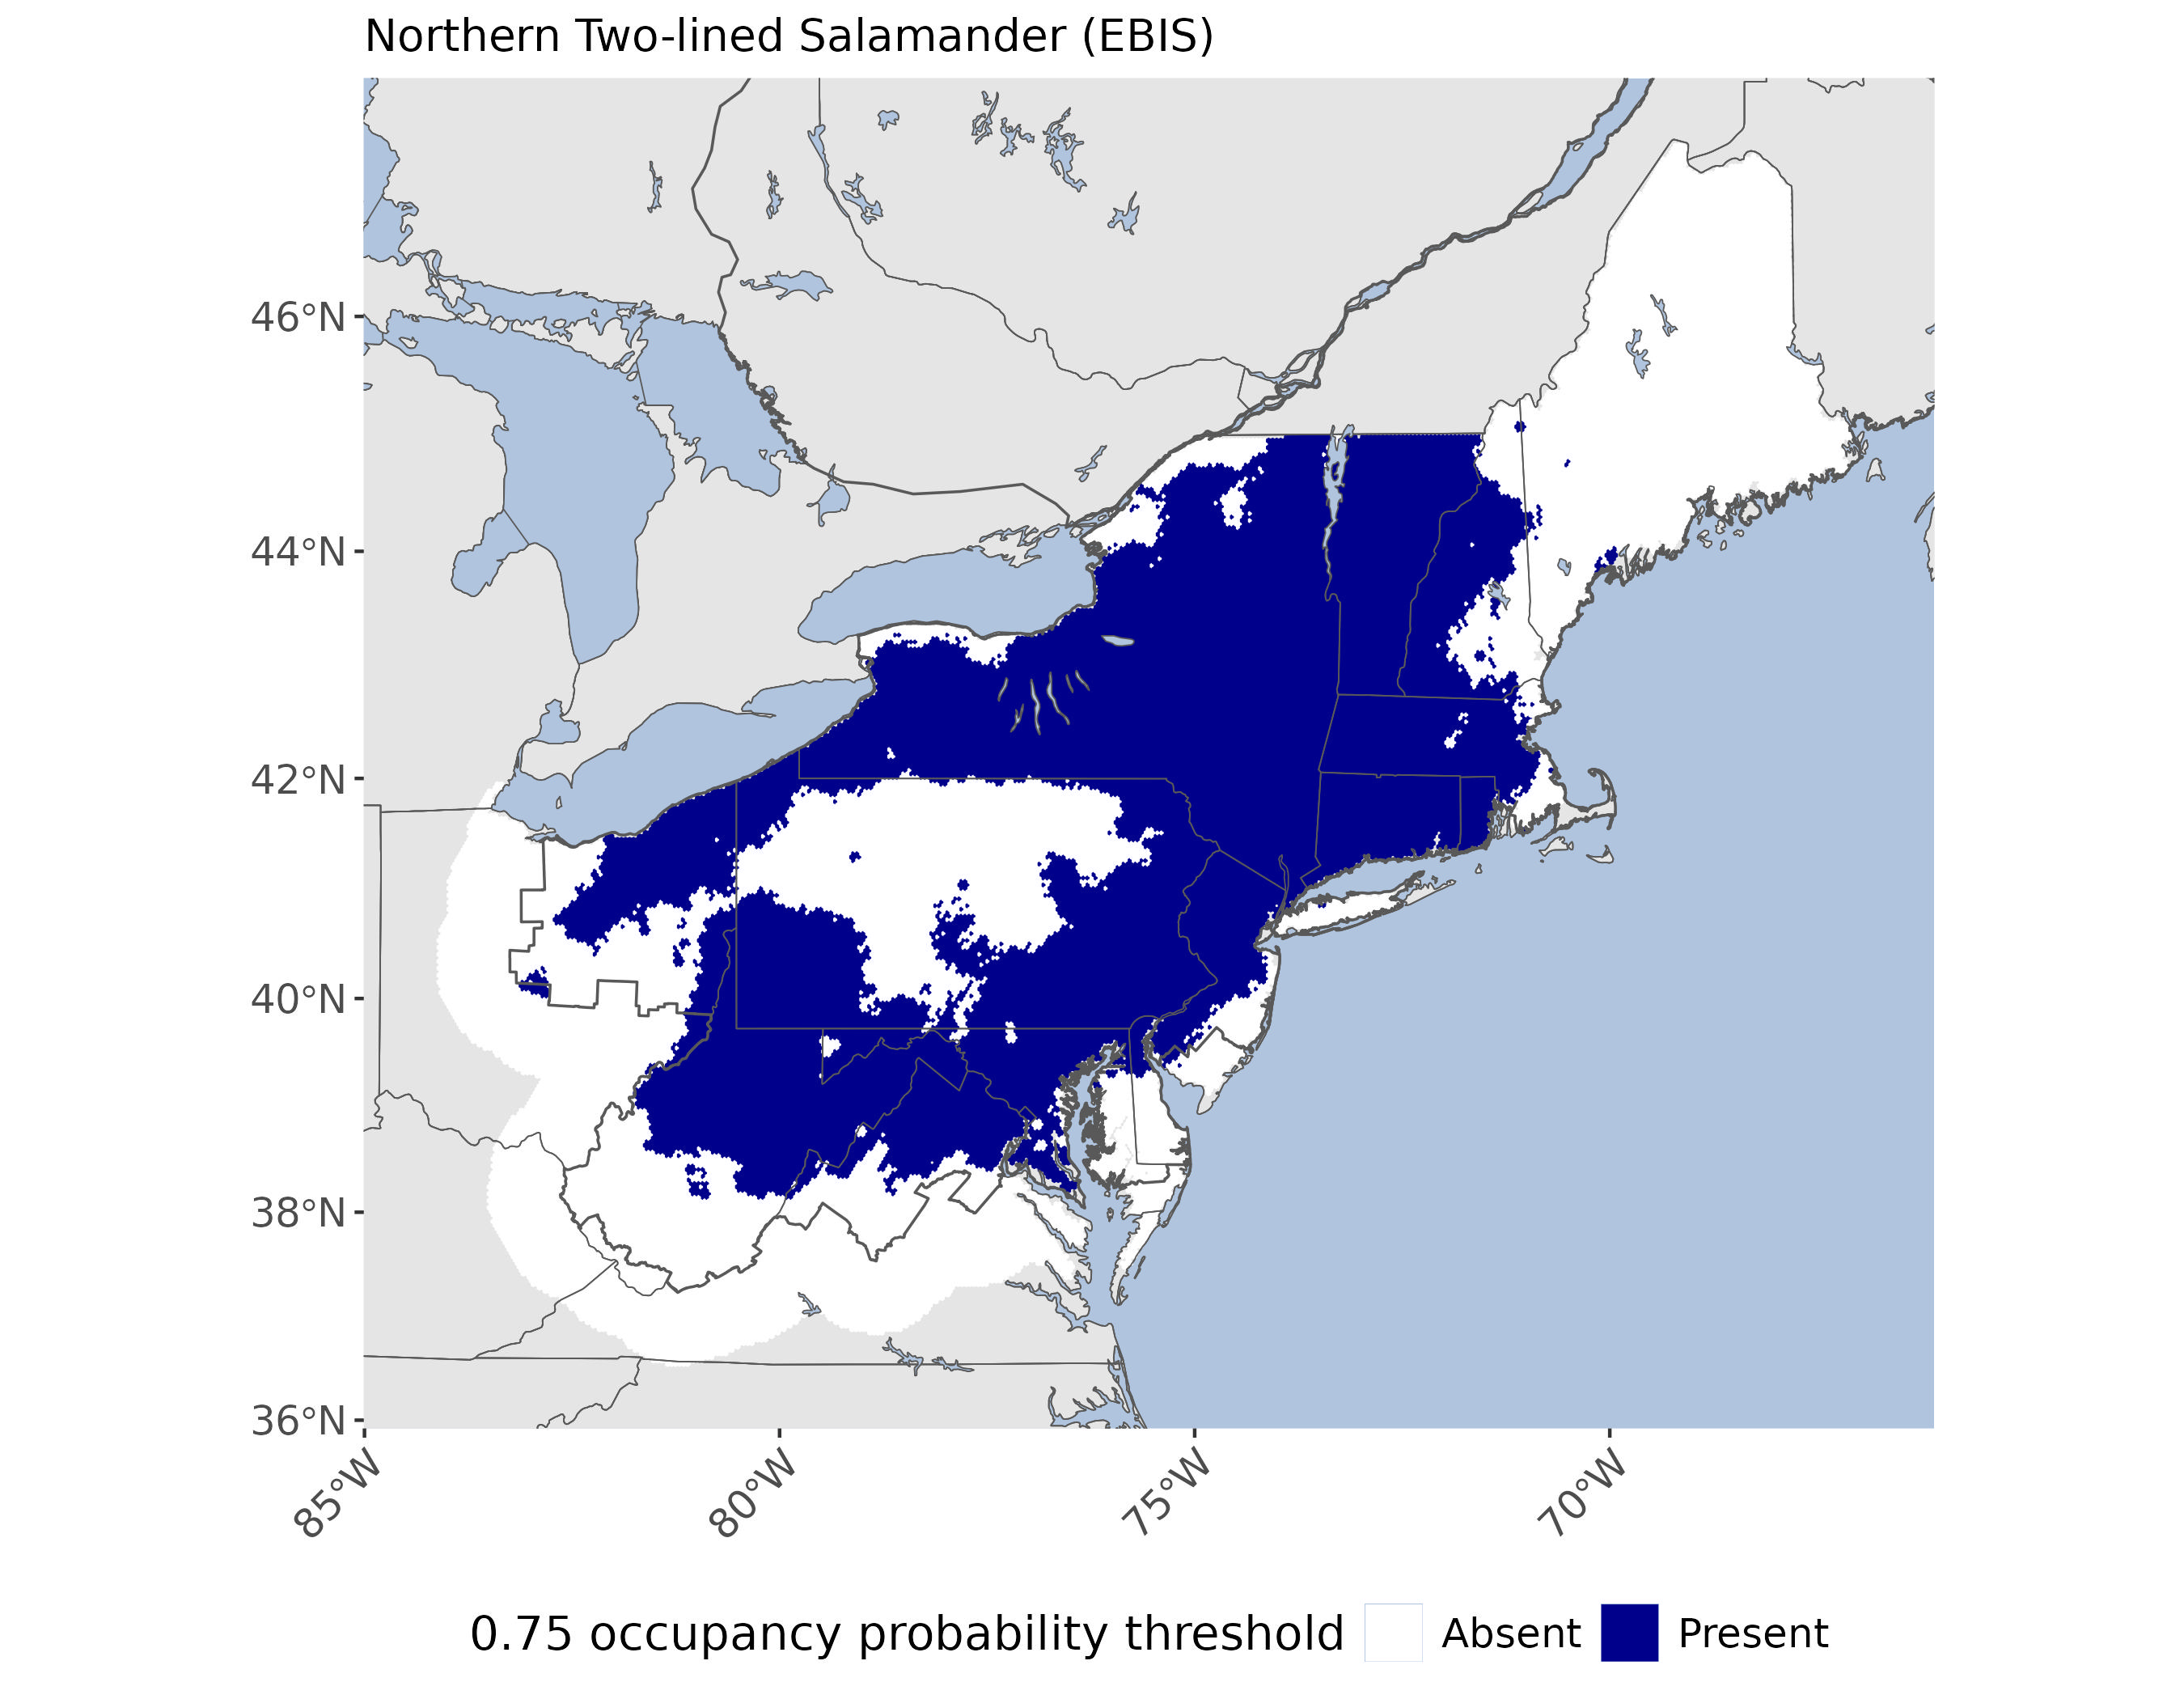 Northern Two-lined Salamander (EBIS)
46°N
44°N
42°N
40°N
38°N
36°N
85°W
80°W
75°W
70°W
0.75 occupancy probability threshold Absent Present